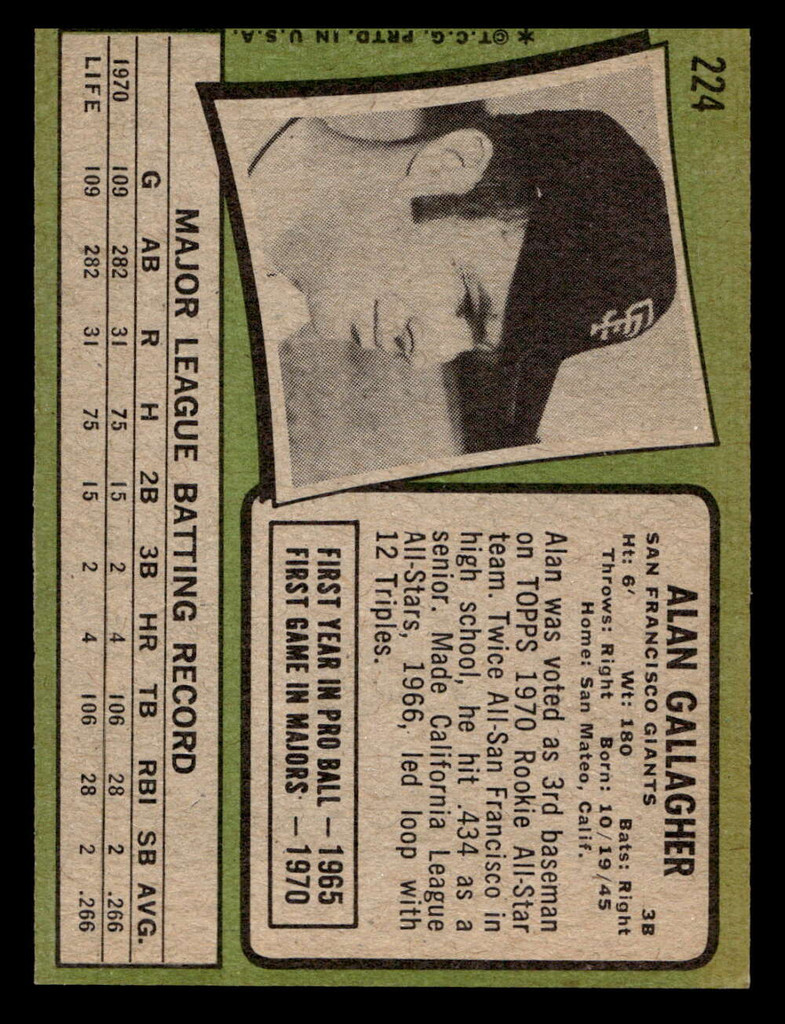 224
ALAN GALLAGHER
SAN FRANCISCO GIANTS 3B
Ht: 6' Wt: 180 Bats: Right
Throws: Right Born: 10/19/45
Home: San Mateo, Calif.
Alan was voted as 3rd baseman
on TOPPS 1970 Rookie All-Star
team. Twice All-San Francisco in
high school, he hit .434 as a
senior. Made California League
All-Stars, 1966, led loop with
12 Triples.
FIRST YEAR IN PRO BALL — 1965
FIRST GAME IN MAJORS — 1970
SF
*©T.C.G. PRTD. IN U.S.A.
MAJOR LEAGUE BATTING RECORD
G AB R H 2B 3B HR TB RBI SB AVG.
1970 109 282 31 75 15 2 4 106 28 2 .266
LIFE 109 282 31 75 15 2 4 106 28 2 .266